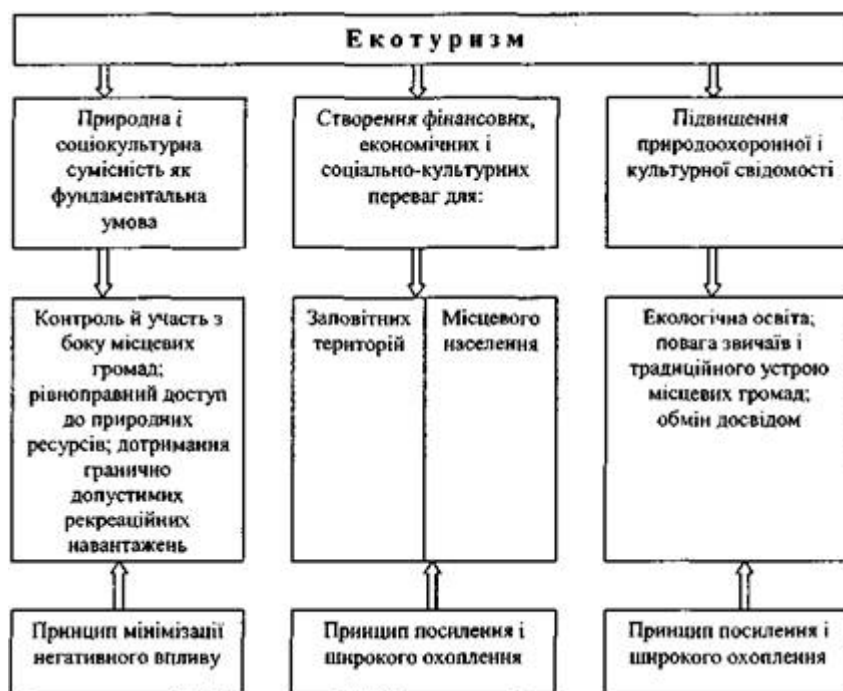 Екотуризм
Природна і
соціокультурна
сумісність як
фундаментальна
умова
Створення фінансових,
економічних і
соціально-культурних
переваг для:
Підвищення
природоохоронної і
культурної свідомості
Контроль й участь з
боку місцевих
громад;
рівноправний доступ
до природних
ресурсів; дотримання
гранично
допустимих
рекреаційних
навантажень
Заповітних
територій
Місцевого
населення
Екологічна освіта;
повага звичаїв і
традиційного устрою
місцевих громад;
обмін досвідом
Принцип мінімізації
негативного впливу
Принцип посилення і
широкого охоплення
Принцип посилення і
широкого охоплення